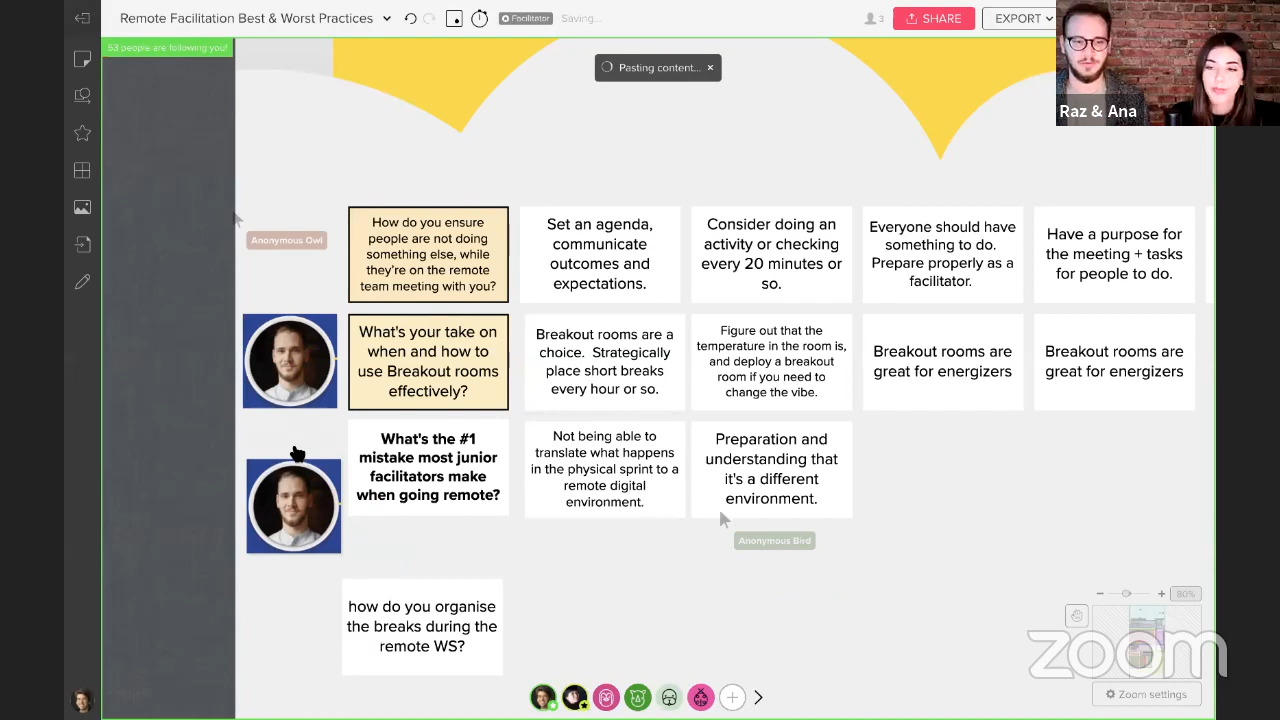 Remote Facilitation Best & Worst Practices
Facilitator
Saving...
3
SHARE
EXPORT
53 people are following you!
Pasting content...
Raz & Ana
Anonymous Owl
How do you ensure
people are not doing
something else, while
they're on the remote
team meeting with you?
Set an agenda,
communicate
outcomes and
expectations.
Consider doing an
activity or checking
every 20 minutes or
so.
Everyone should have
something to do.
Prepare properly as a
facilitator.
Have a purpose for
the meeting + tasks
for people to do.
What's your take on
when and how to
use Breakout rooms
effectively?
Breakout rooms are a
choice. Strategically
place short breaks
every hour or so.
Figure out that the
temperature in the room is,
and deploy a breakout
room if you need to
change the vibe.
Breakout rooms are
great for energizers
Breakout rooms are
great for energizers
What's the #1
mistake most junior
facilitators make
when going remote?
Not being able to
translate what happens
in the physical sprint to a
remote digital
environment.
Preparation and
understanding that
it's a different
environment.
Anonymous Bird
how do you organise
the breaks during the
remote WS?
80%
zoom
Zoom settings